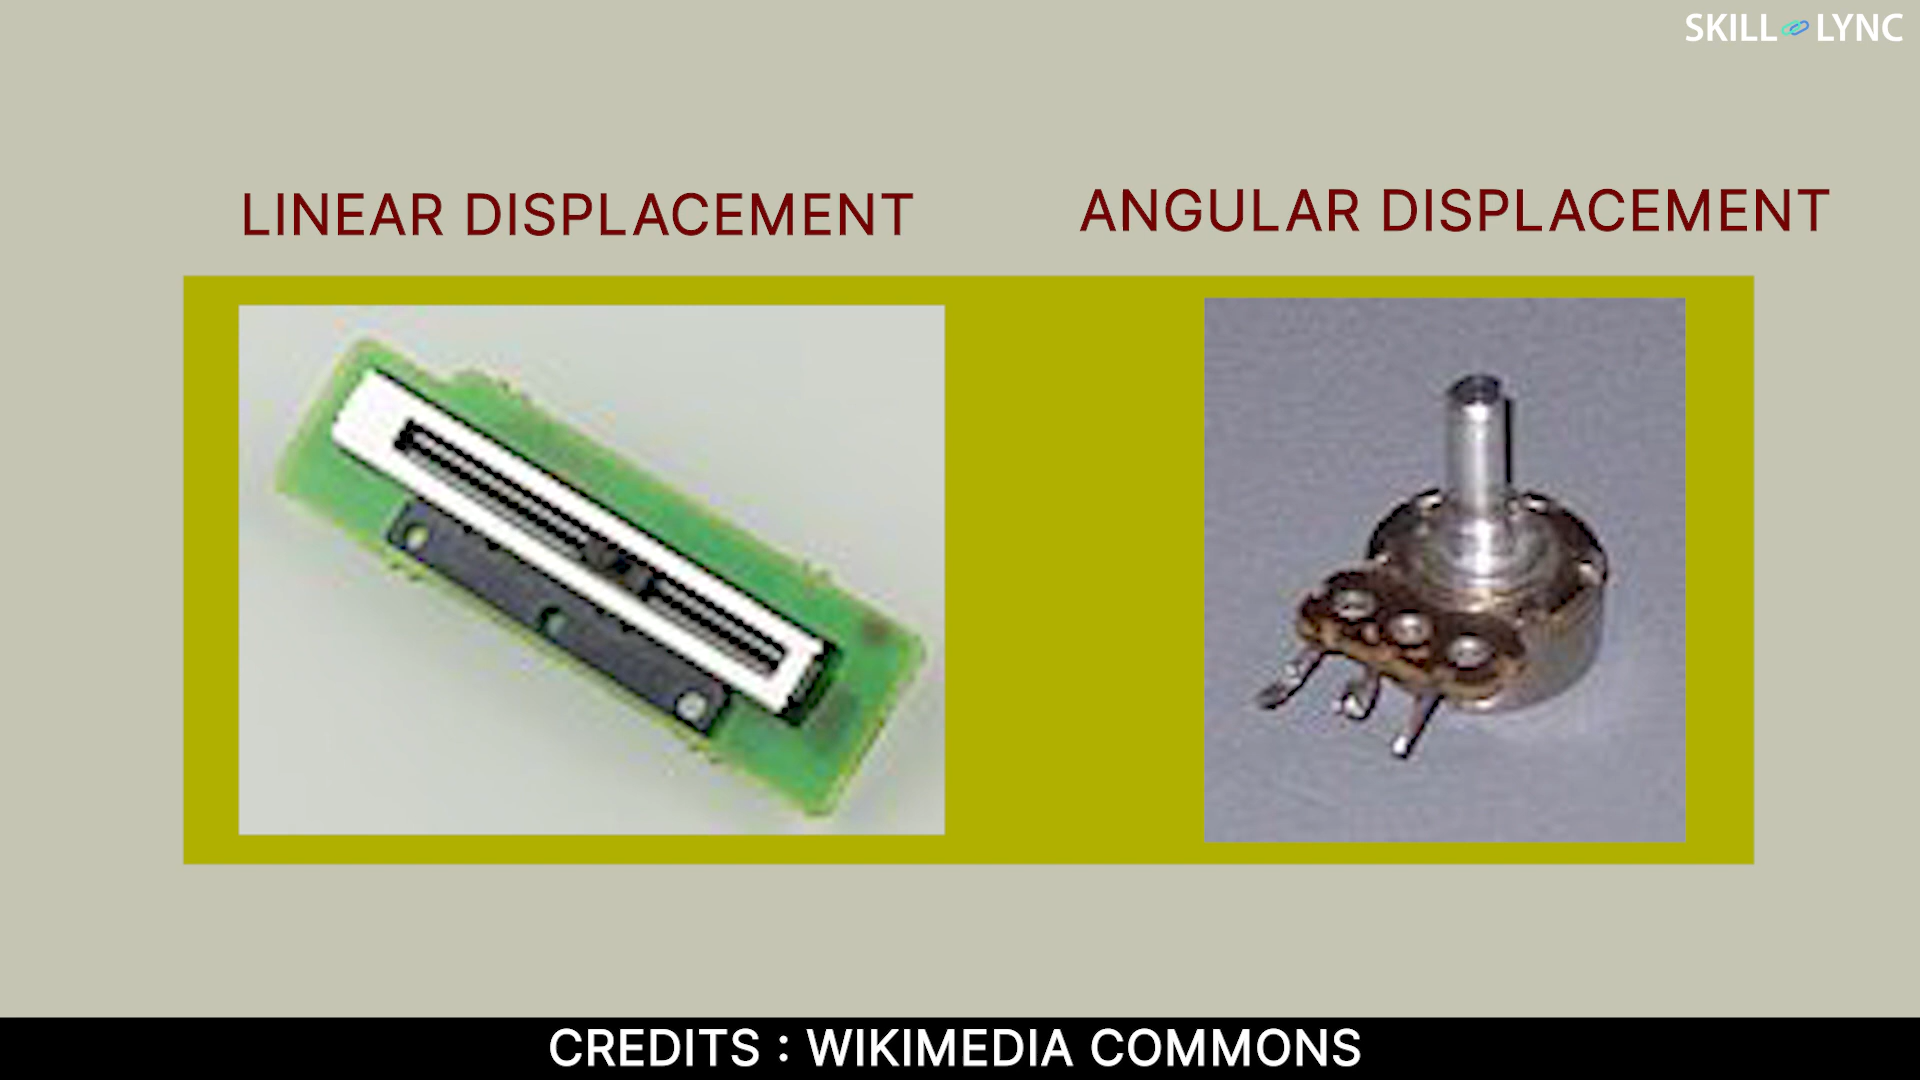 SKILL LYNC
LINEAR DISPLACEMENT
ANGULAR DISPLACEMENT
CREDITS : WIKIMEDIA COMMONS